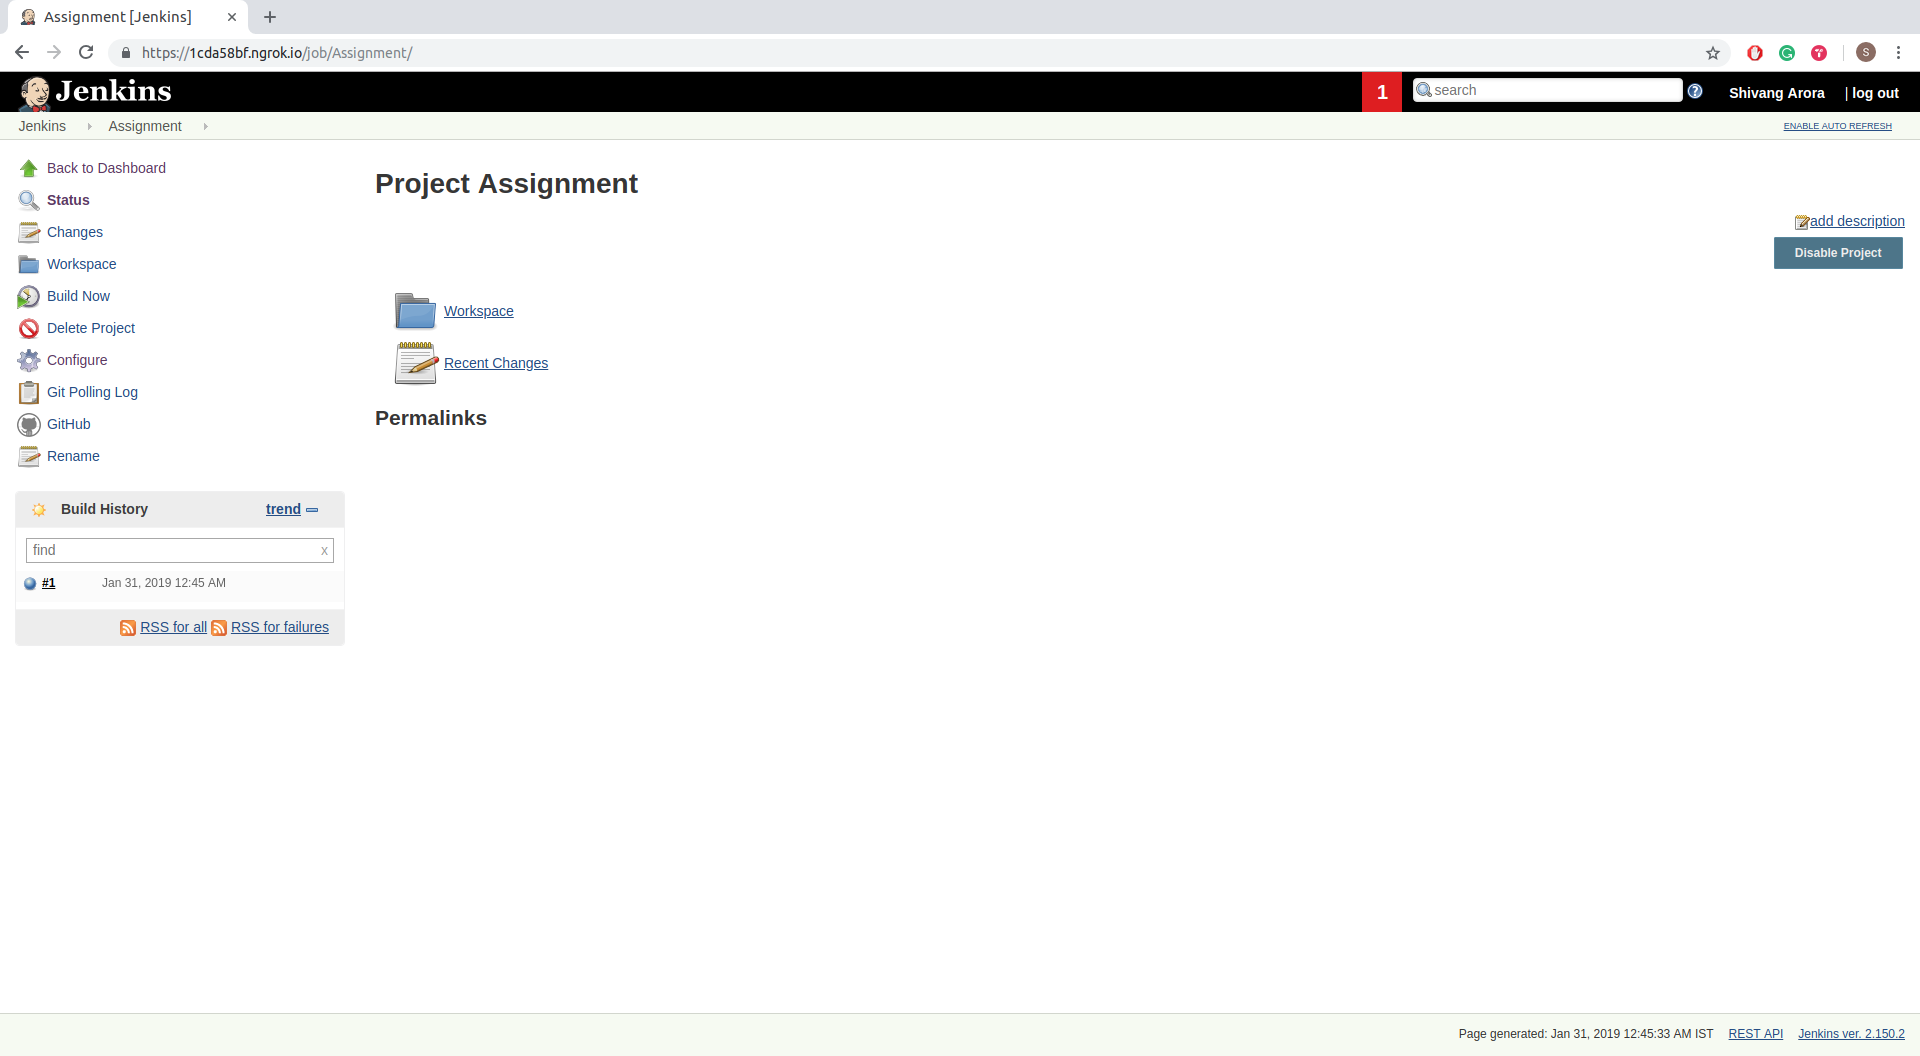 Assignment [Jenkins]
https://1cda58bf.ngrok.io/job/Assignment/
S
Jenkins
1
search
Shivang Arora
| log out
Jenkins
Assignment
ENABLE AUTO REFRESH
Back to Dashboard
Status
Changes
Workspace
Build Now
Delete Project
Configure
Git Polling Log
GitHub
Rename
Build History
trend
find
x
#1
Jan 31, 2019 12:45 AM
RSS for all
RSS for failures
Project Assignment
add description
Disable Project
Workspace
Recent Changes
Permalinks
Page generated: Jan 31, 2019 12:45:33 AM IST
REST API
Jenkins ver. 2.150.2